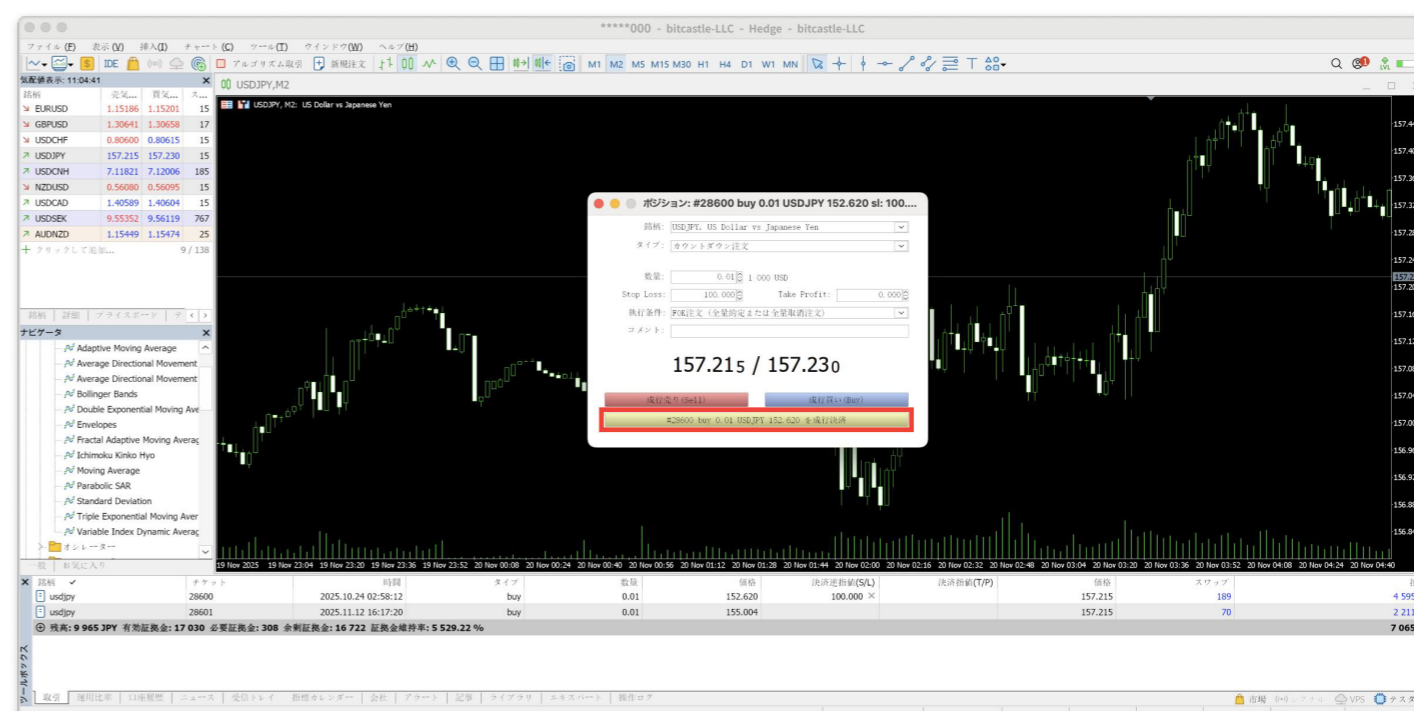 *****000 - bitcastle-LLC - Hedge - bitcastle-LLC
ファイル(F) 表示(V) 挿入(I) チャート(C) ツール(T) ウインドウ(W) ヘルプ(H)
IDE アルゴリズム取引 新規注文 M1 M2 M5 M15 M30 H1 H4 D1 W1 MN
気配値表示: 11:04:41
銘柄 売気... 買気... ス...
EURUSD 1.15186 1.15201 15
GBPUSD 1.30641 1.30658 17
USDCHF 0.80600 0.80615 15
USDJPY 157.215 157.230 15
USDCNH 7.11821 7.12006 185
NZDUSD 0.56080 0.56095 15
USDCAD 1.40589 1.40604 15
USDSEK 9.55352 9.56119 767
AUDNZD 1.15449 1.15474 25
クリックして追加... 9 / 138
銘柄 詳細 プライスボード テ
ナビゲータ
Adaptive Moving Average
Average Directional Movement
Average Directional Movement
Bollinger Bands
Double Exponential Moving Ave
Envelopes
Fractal Adaptive Moving Averag
Ichimoku Kinko Hyo
Moving Average
Parabolic SAR
Standard Deviation
Triple Exponential Moving Aver
Variable Index Dynamic Averag
オシレーター
一般 お気に入り
USDJPY,M2
USDJPY, M2: US Dollar vs Japanese Yen
ポジション: #28600 buy 0.01 USDJPY 152.620 sl: 100....
銘柄: USDJPY, US Dollar vs Japanese Yen
タイプ: カウントダウン注文
数量: 0.01 1 000 USD
Stop Loss: 100.000 Take Profit: 0.000
執行条件: FOK注文（全量約定または全量取消注文）
コメント:
157.215 / 157.230
成行売り(Sell) 成行買い(Buy)
#28600 buy 0.01 USDJPY 152.620 を成行決済
157.4
157.40
157.36
157.3
157.28
157.24
157.2
157.20
157.16
157.12
157.08
157.04
157.00
156.96
156.92
156.8
156.8
19 Nov 2025 19 Nov 23:04 19 Nov 23:20 19 Nov 23:36 19 Nov 23:52 20 Nov 00:08 20 Nov 00:24 20 Nov 00:40 20 Nov 00:56 20 Nov 01:12 20 Nov 01:28 20 Nov 01:44 20 Nov 02:00 20 Nov 02:16 20 Nov 02:32 20 Nov 02:48 20 Nov 03:04 20 Nov 03:20 20 Nov 03:36 20 Nov 03:52 20 Nov 04:08 20 Nov 04:24 20 Nov 04:40
銘柄 チケット 時間 タイプ 数量 価格 決済逆指値(S/L) 決済指値(T/P) 価格 スワップ
usdjpy 28600 2025.10.24 02:58:12 buy 0.01 152.620 100.000 157.215 189 4 595
usdjpy 28601 2025.11.12 16:17:20 buy 0.01 155.004 157.215 70 2 211
残高: 9 965 JPY 有効証拠金: 17 030 必要証拠金: 308 余剰証拠金: 16 722 証拠金維持率: 5 529.22 % 7 065
ツールボックス
取引 運用比率 口座履歴 ニュース 受信トレイ 指標カレンダー 会社 アラート 記事 ライブラリ エキスパート 操作ログ
市場 シグナル VPS テスタ